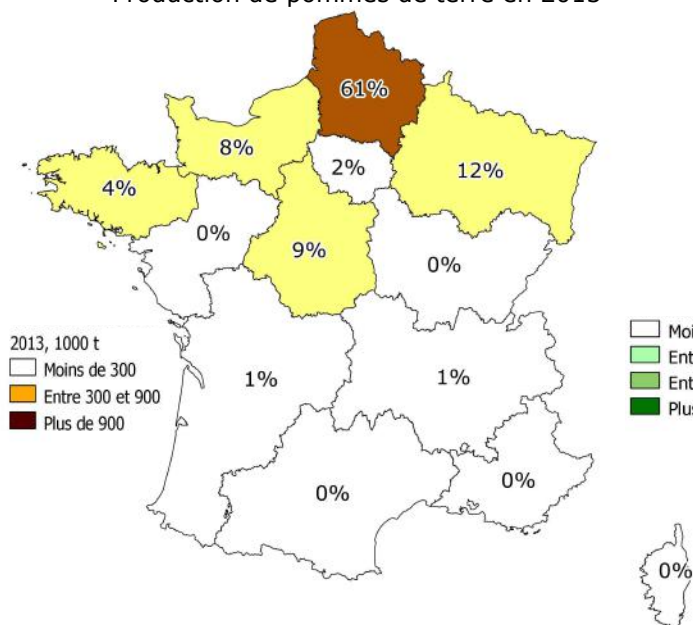 Production de pommes de terre en 2015
61%
8%
2%
12%
4%
0%
9%
0%
2013, 1000 t
Moins de 300
Entre 300 et 900
Plus de 900
1%
1%
0%
0%
0%